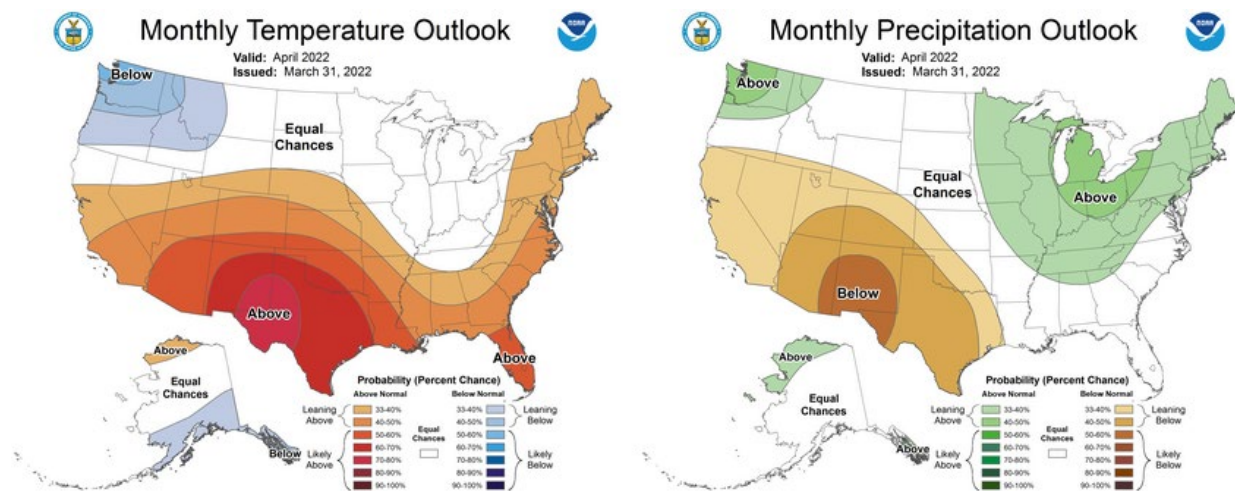 Monthly Temperature Outlook
Valid: April 2022
Issued: March 31, 2022
NOAA
Below
Equal
Chances
Above
Above
Above
Equal
Chances
Below
Probability (Percent Chance)
Above Normal
Below Normal
Leaning
Above
Likely
Above
33-40%
40-50%
50-60%
60-70%
70-80%
80-90%
90-100%
Equal
Chances
33-40%
40-50%
50-60%
60-70%
70-80%
80-90%
90-100%
Leaning
Below
Likely
Below
Monthly Precipitation Outlook
Valid: April 2022
Issued: March 31, 2022
NOAA
Above
Equal
Chances
Above
Below
Above
Equal
Chances
Above
Probability (Percent Chance)
Above Normal
Below Normal
Leaning
Above
Likely
Above
33-40%
40-50%
50-60%
60-70%
70-80%
80-90%
90-100%
Equal
Chances
33-40%
40-50%
50-60%
60-70%
70-80%
80-90%
90-100%
Leaning
Below
Likely
Below